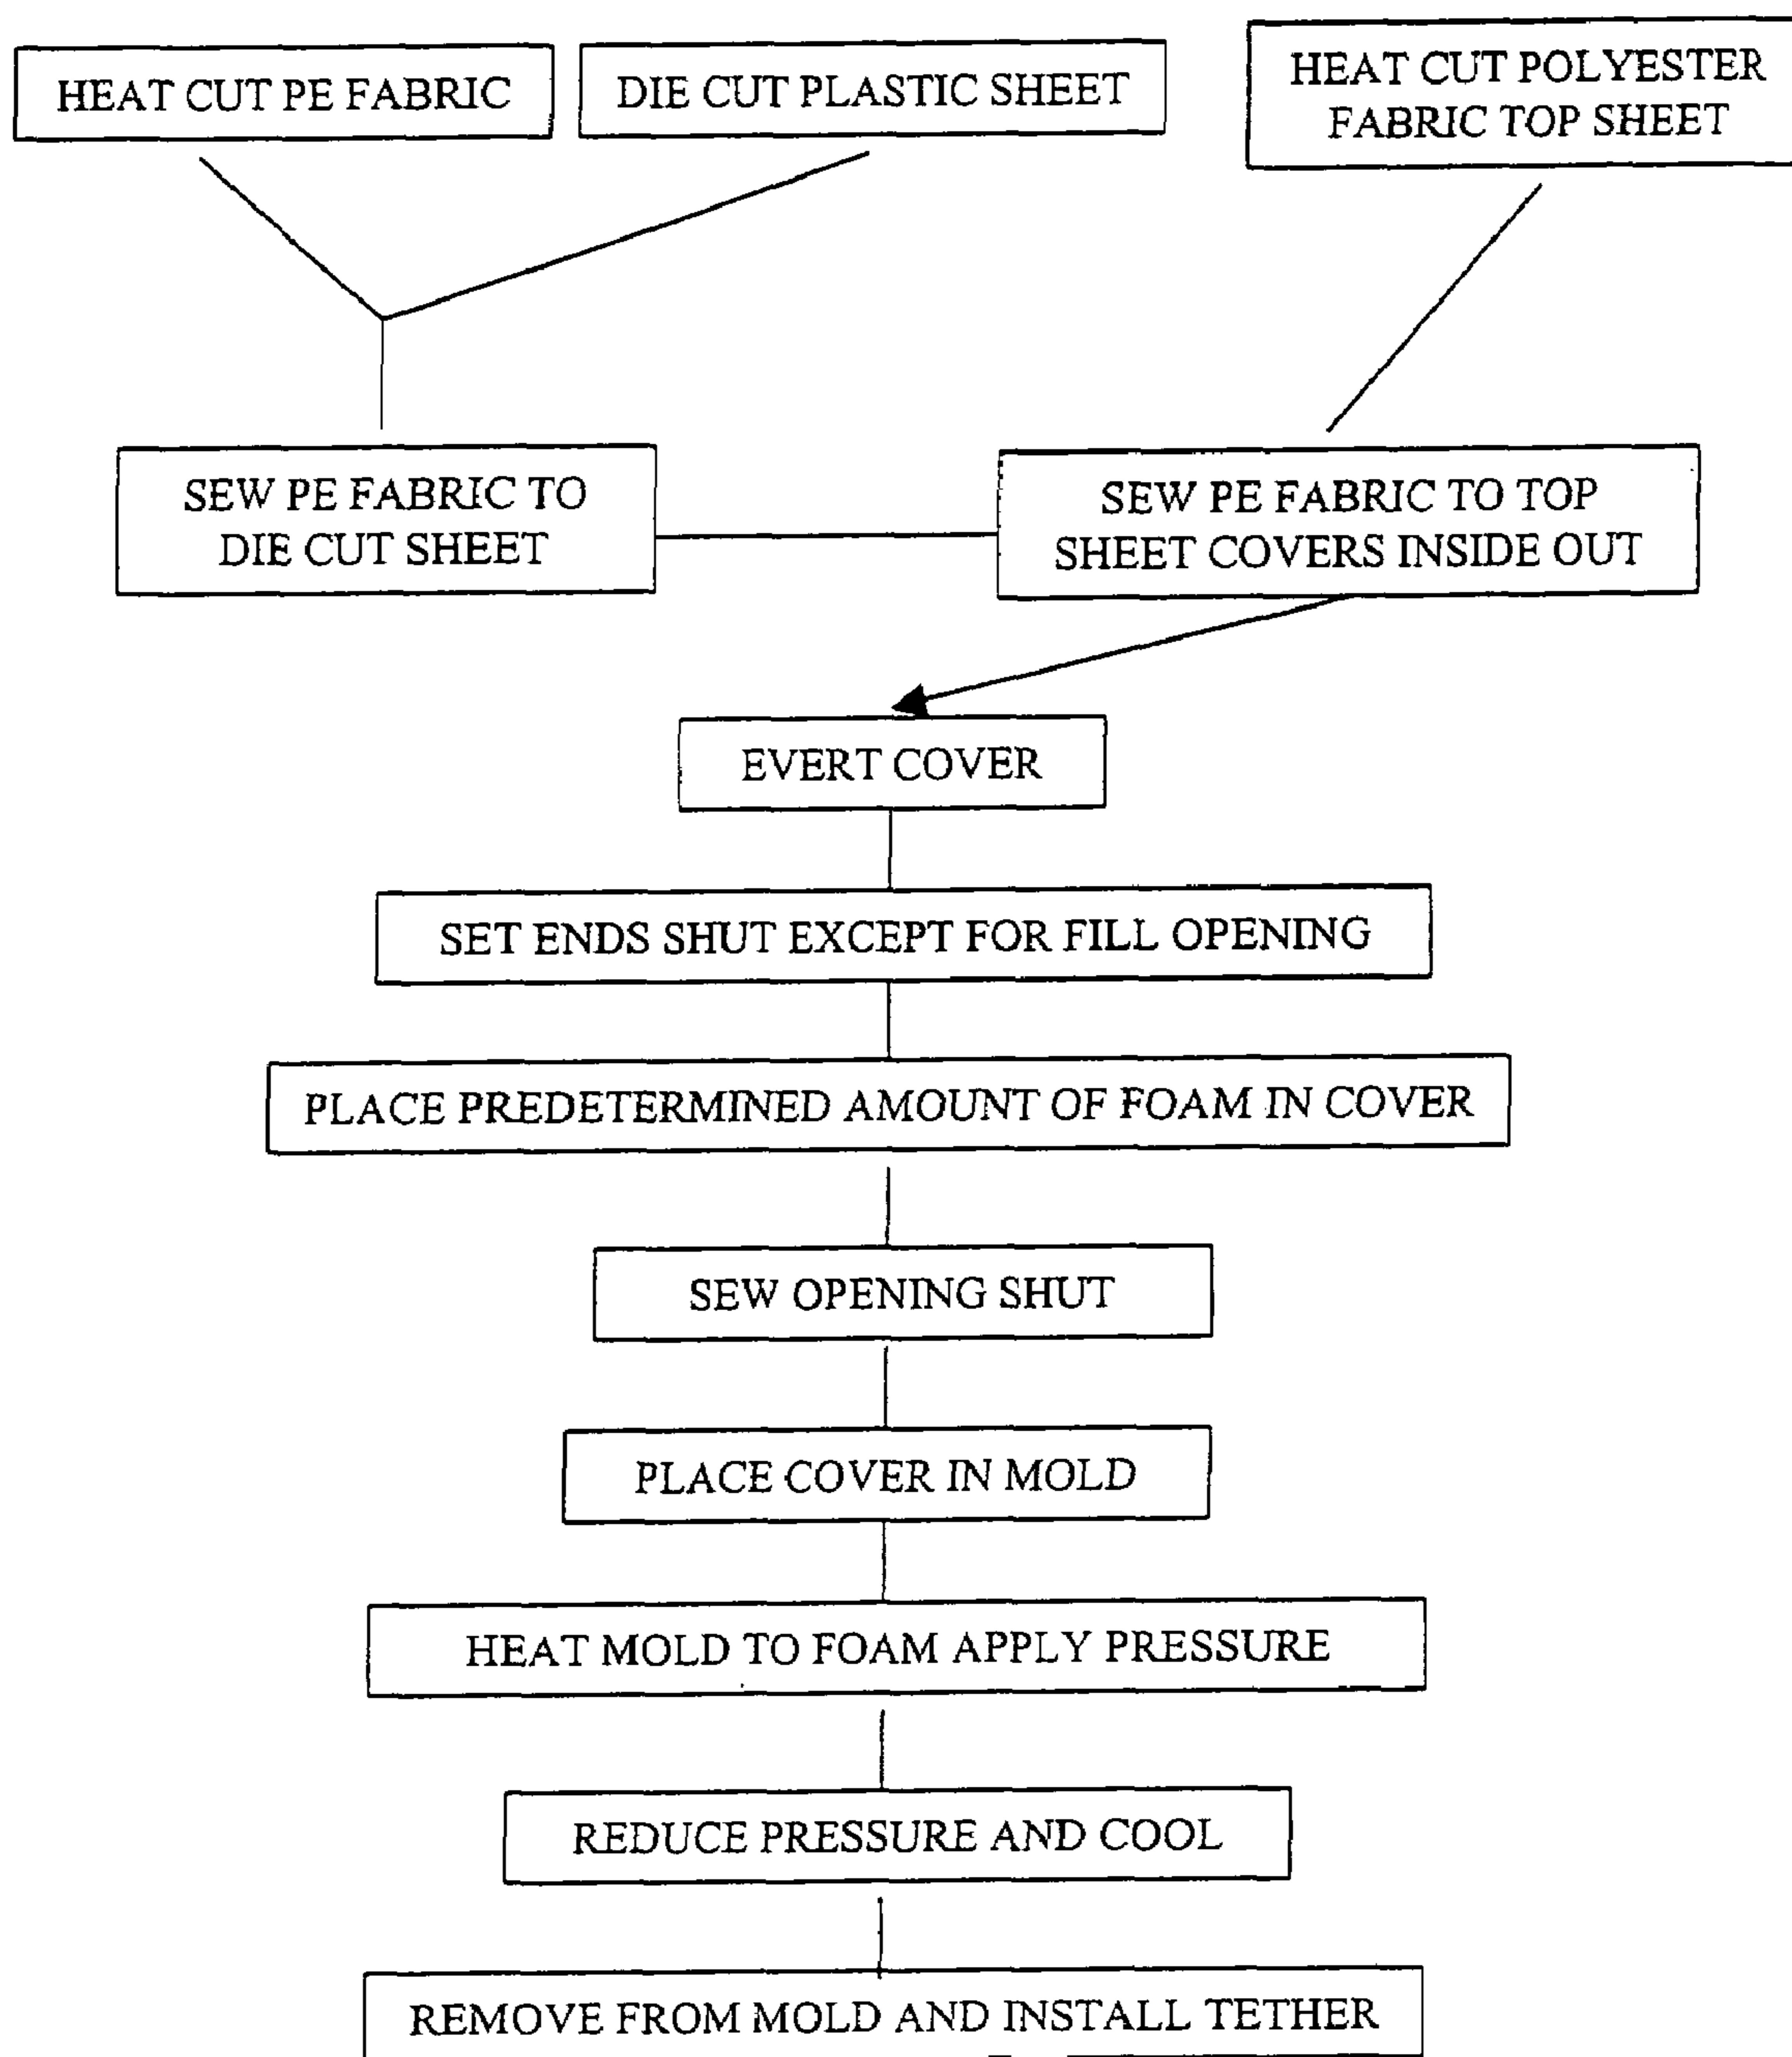 HEAT CUT PE FABRIC
DIE CUT PLASTIC SHEET
HEAT CUT POLYESTER
FABRIC TOP SHEET
SEW PE FABRIC TO
DIE CUT SHEET
SEW PE FABRIC TO TOP
SHEET COVERS INSIDE OUT
EVERT COVER
SET ENDS SHUT EXCEPT FOR FILL OPENING
PLACE PREDETERMINED AMOUNT OF FOAM IN COVER
SEW OPENING SHUT
PLACE COVER IN MOLD
HEAT MOLD TO FOAM APPLY PRESSURE
REDUCE PRESSURE AND COOL
REMOVE FROM MOLD AND INSTALL TETHER